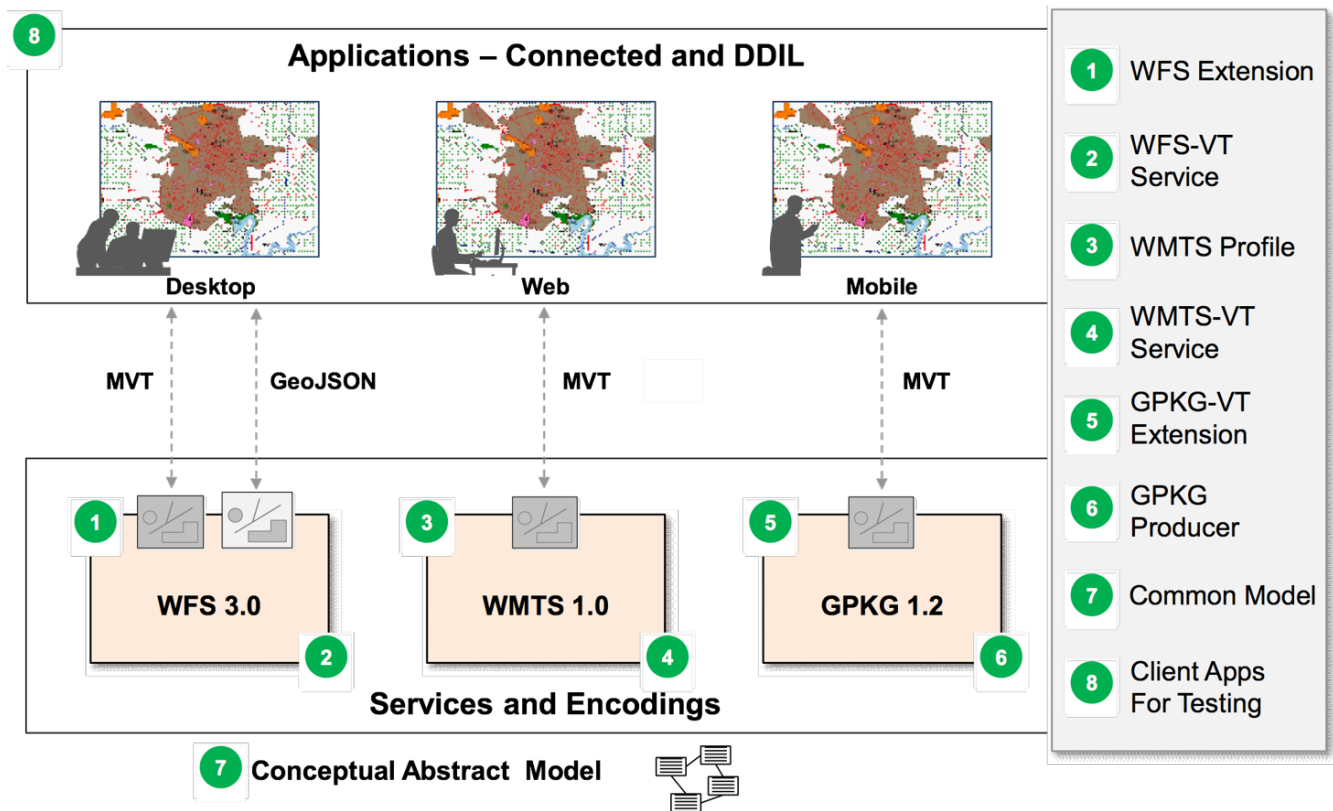 8
Applications – Connected and DDIL
Desktop
Web
Mobile
MVT
GeoJSON
MVT
MVT
1
3
5
WFS 3.0
WMTS 1.0
GPKG 1.2
2
4
6
Services and Encodings
7
Conceptual Abstract Model
1
WFS Extension
2
WFS-VT
Service
3
WMTS Profile
4
WMTS-VT
Service
5
GPKG-VT
Extension
6
GPKG
Producer
7
Common Model
8
Client Apps
For Testing